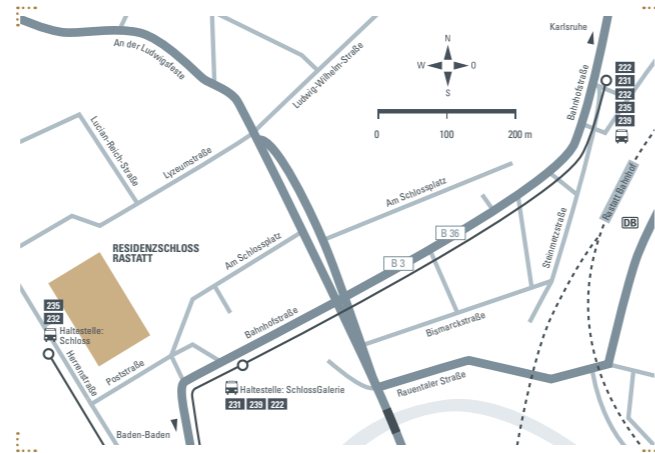 Karlsruhe
An der Ludwigsfeste
Ludwig-Wilhelm-Straße
N
W
O
S
0
100
200 m
Bahnhofstraße
222
231
232
235
239
Lucian-Reich-Straße
Lyzeumstraße
Am Schlossplatz
Rastatt Bahnhof
DB
Steinmetzstraße
RESIDENZSCHLOSS
RASTATT
Am Schlossplatz
B 36
B 3
235
232
Haltestelle:
Schloss
Bahnhofstraße
Bismarckstraße
Herrenstraße
Poststraße
Haltestelle: SchlossGalerie
231
239
222
Rauentaler Straße
Baden-Baden